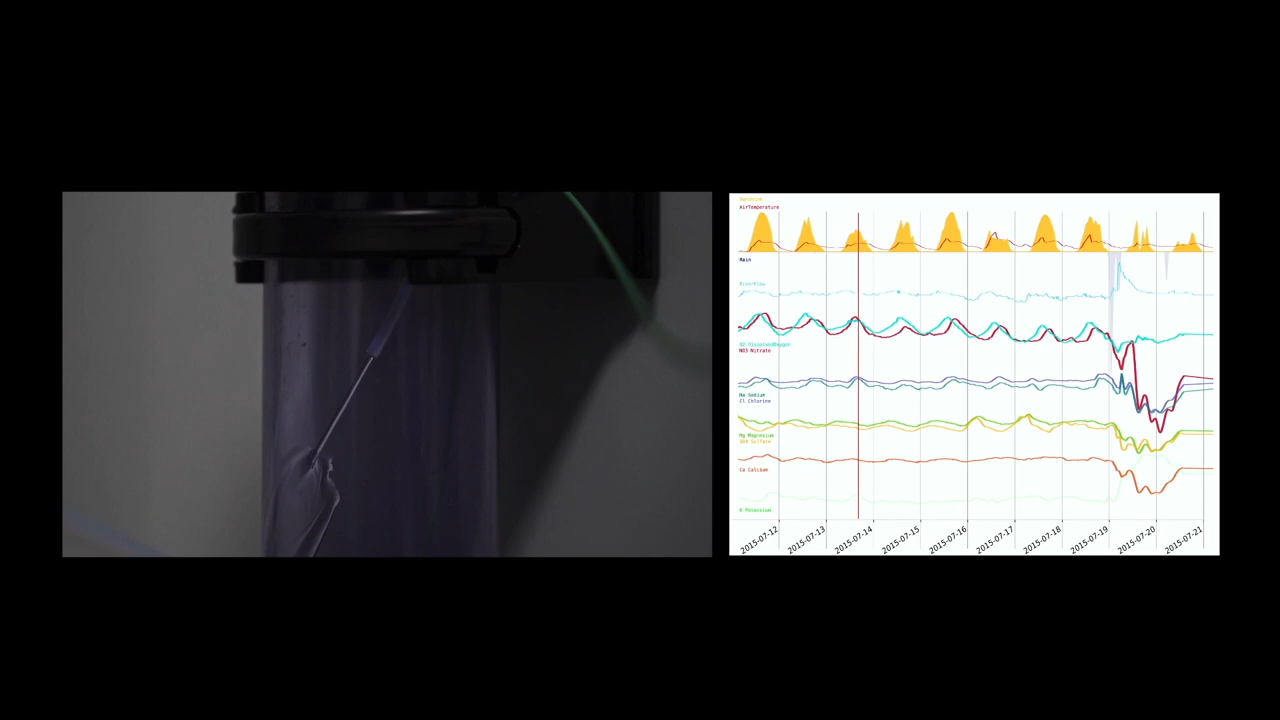 Sunshine
AirTemperature
Rain
RiverFlow
O2 DissolvedOxygen
NO3 Nitrate
Na Sodium
Cl Chlorine
Mg Magnesium
SO4 Sulfate
Ca Calcium
K Potassium
2015-07-12
2015-07-13
2015-07-14
2015-07-15
2015-07-16
2015-07-17
2015-07-18
2015-07-19
2015-07-20
2015-07-21